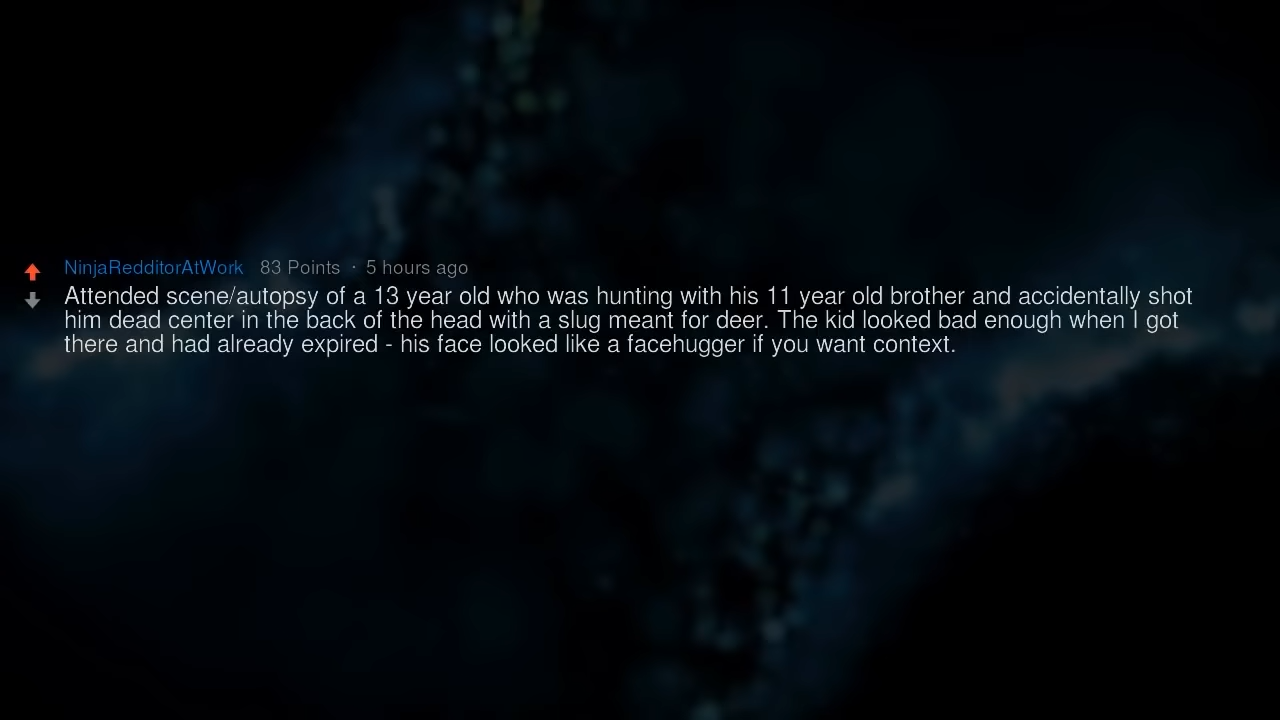 NinjaRedditorAtWork 83 Points · 5 hours ago
Attended scene/autopsy of a 13 year old who was hunting with his 11 year old brother and accidentally shot
him dead center in the back of the head with a slug meant for deer. The kid looked bad enough when I got
there and had already expired - his face looked like a facehugger if you want context.